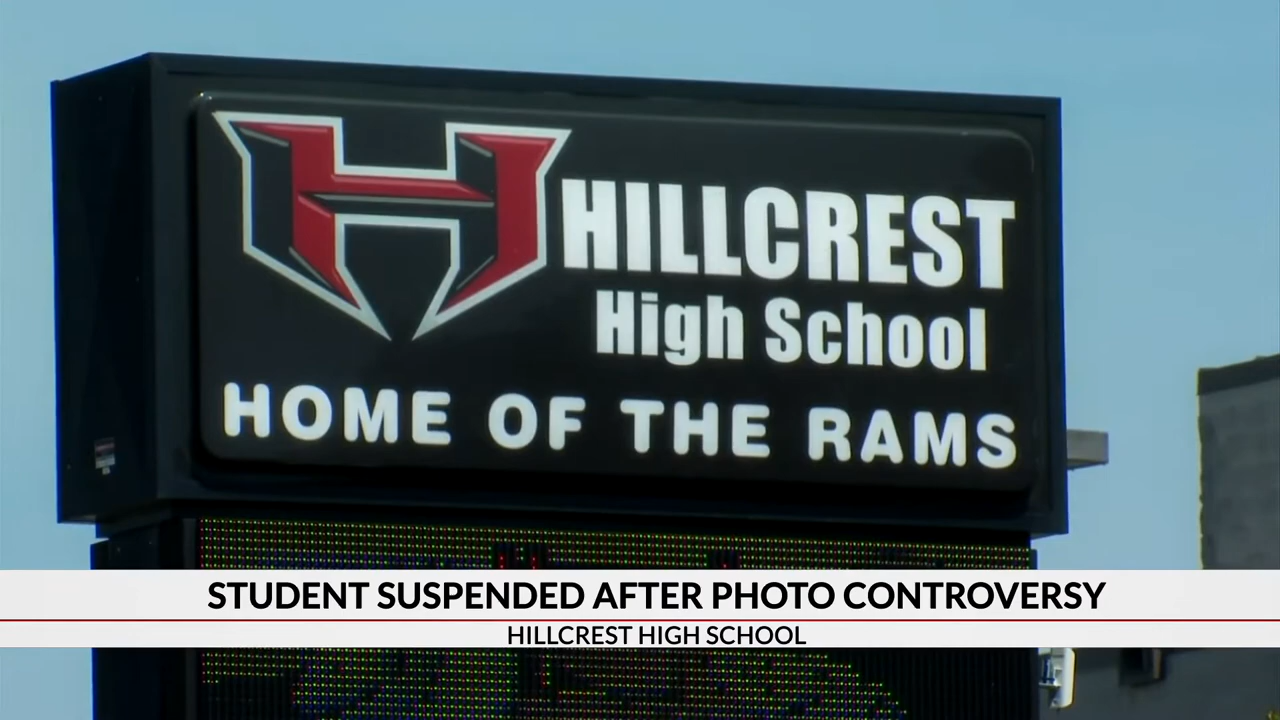 H HILLCREST
High School
HOME OF THE RAMS
STUDENT SUSPENDED AFTER PHOTO CONTROVERSY
HILLCREST HIGH SCHOOL